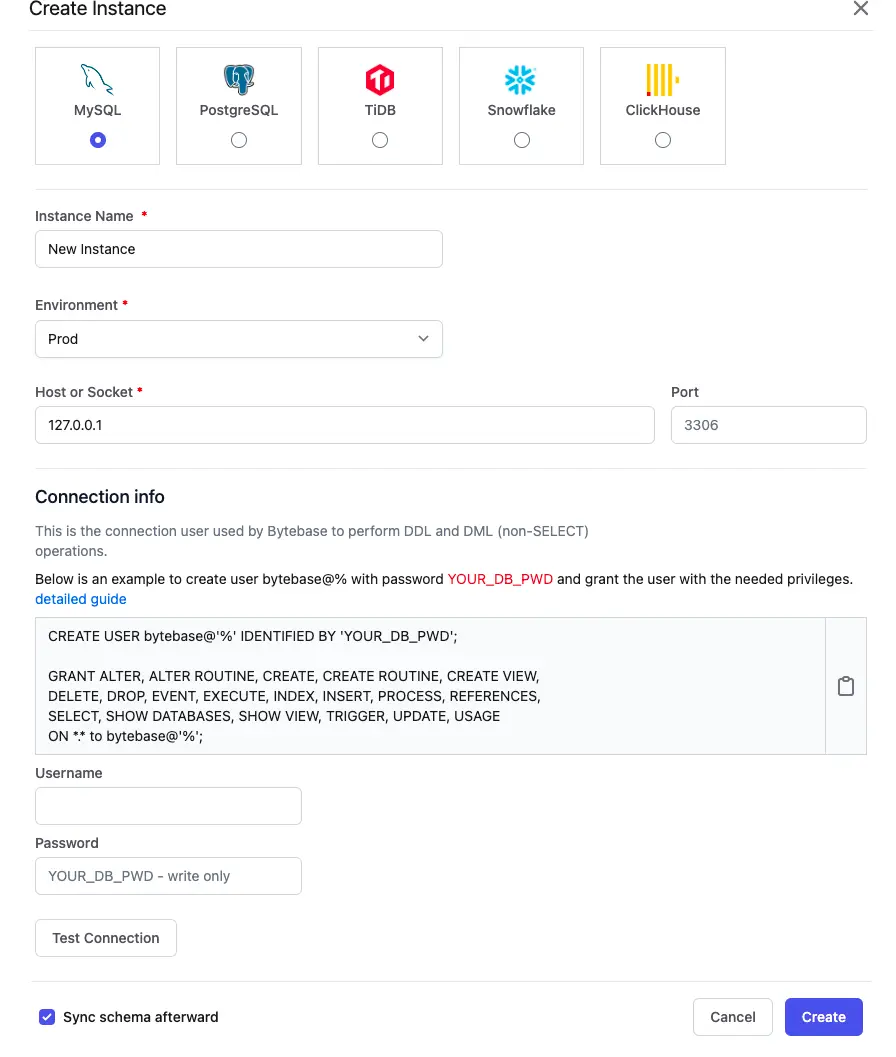 Create Instance
MySQL
PostgreSQL
TiDB
Snowflake
ClickHouse
Instance Name *
New Instance
Environment *
Prod
Host or Socket *
Port
127.0.0.1
3306
Connection info
This is the connection user used by Bytebase to perform DDL and DML (non-SELECT)
operations.
Below is an example to create user bytebase@% with password YOUR_DB_PWD and grant the user with the needed privileges.
detailed guide
CREATE USER bytebase@'%' IDENTIFIED BY 'YOUR_DB_PWD';
GRANT ALTER, ALTER ROUTINE, CREATE, CREATE ROUTINE, CREATE VIEW,
DELETE, DROP, EVENT, EXECUTE, INDEX, INSERT, PROCESS, REFERENCES,
SELECT, SHOW DATABASES, SHOW VIEW, TRIGGER, UPDATE, USAGE
ON *.* to bytebase@'%';
Username
Password
YOUR_DB_PWD - write only
Test Connection
Sync schema afterward
Cancel
Create